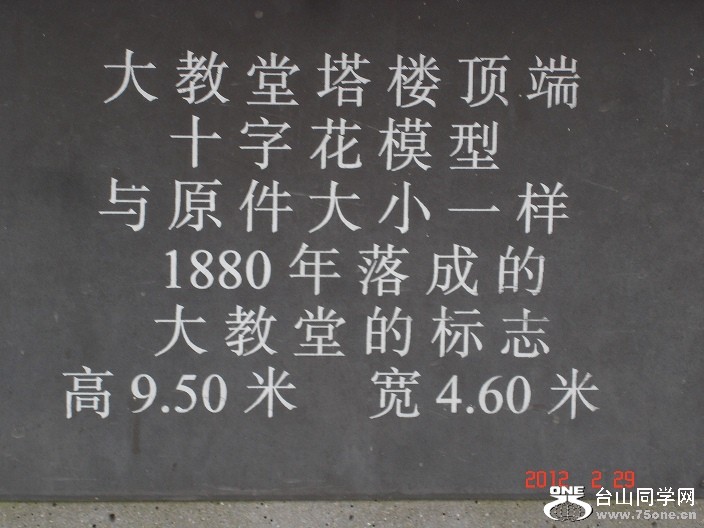 大教堂塔楼顶端
十字花模型
与原件大小一样
1880年落成的
大教堂的标志
高9.50米 宽4.60米
2012 2 29
ONE 台山同学网
www.75one.cn